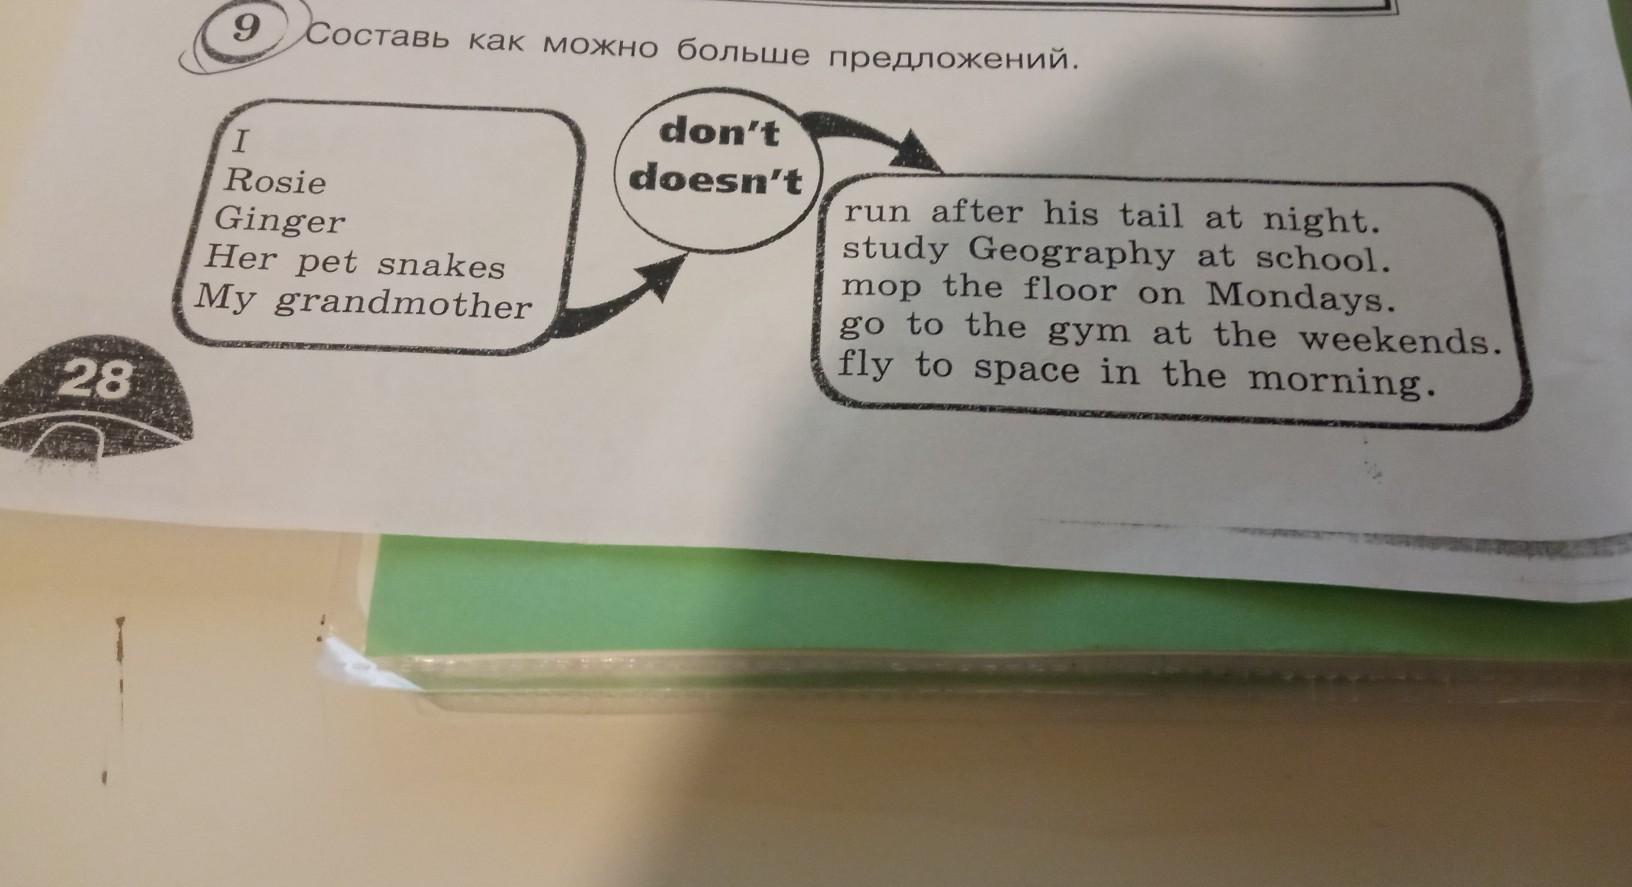 9 Составь как можно больше предложений.
I
Rosie
Ginger
Her pet snakes
My grandmother
don't
doesn't
run after his tail at night.
study Geography at school.
mop the floor on Mondays.
go to the gym at the weekends.
fly to space in the morning.
28